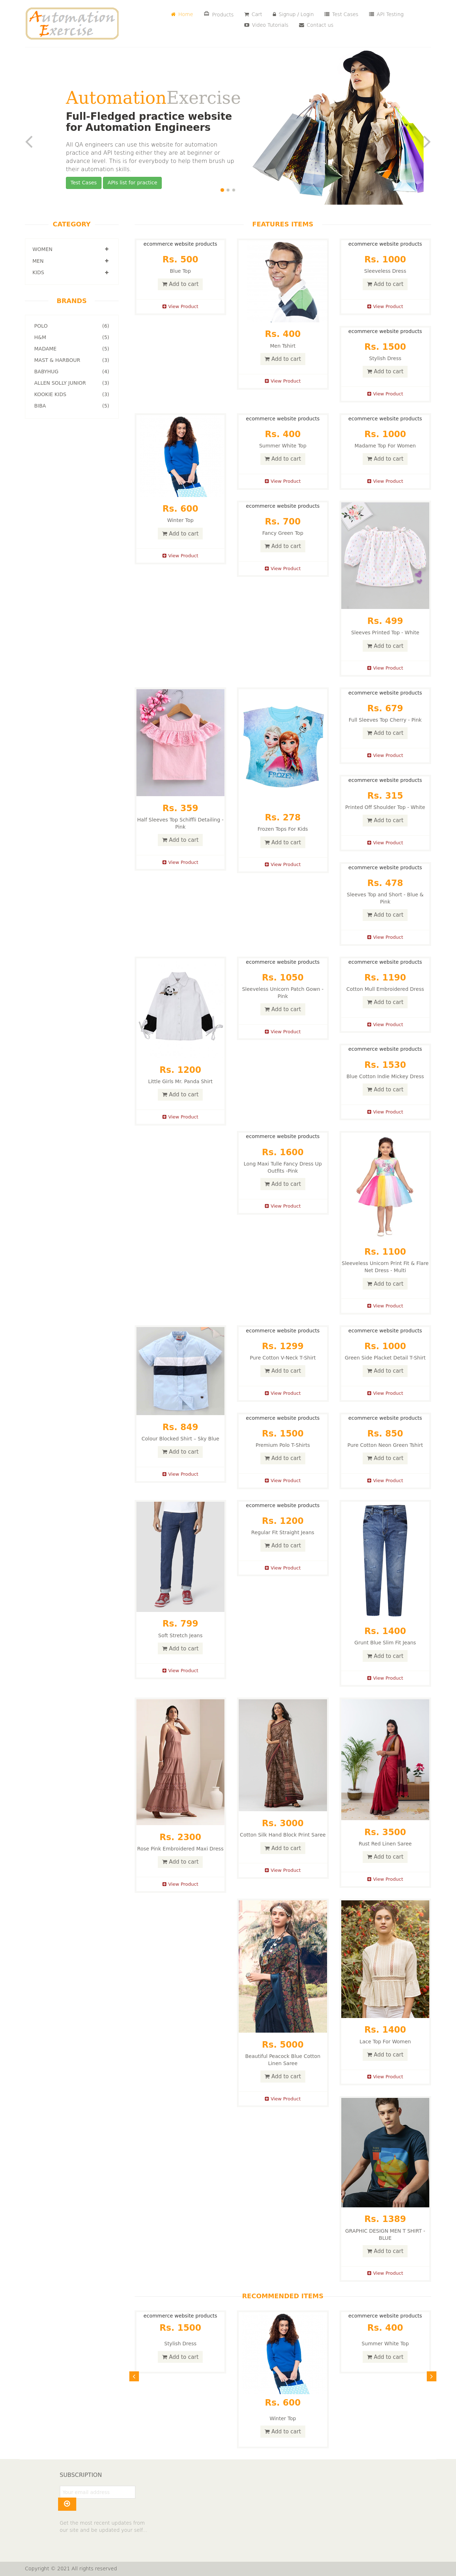 Automation
Exercise
Home
Products
Cart
Signup / Login
Test Cases
API Testing
Video Tutorials
Contact us
AutomationExercise
Full-Fledged practice website
for Automation Engineers
All QA engineers can use this website for automation
practice and API testing either they are at beginner or
advance level. This is for everybody to help them brush up
their automation skills.
Test Cases
APIs list for practice
CATEGORY
WOMEN
MEN
KIDS
BRANDS
POLO (6)
H&M (5)
MADAME (5)
MAST & HARBOUR (3)
BABYHUG (4)
ALLEN SOLLY JUNIOR (3)
KOOKIE KIDS (3)
BIBA (5)
FEATURES ITEMS
ecommerce website products
Rs. 500
Blue Top
Add to cart
View Product
Rs. 400
Men Tshirt
Add to cart
View Product
ecommerce website products
Rs. 1000
Sleeveless Dress
Add to cart
View Product
ecommerce website products
Rs. 1500
Stylish Dress
Add to cart
View Product
Rs. 600
Winter Top
Add to cart
View Product
ecommerce website products
Rs. 400
Summer White Top
Add to cart
View Product
ecommerce website products
Rs. 1000
Madame Top For Women
Add to cart
View Product
ecommerce website products
Rs. 700
Fancy Green Top
Add to cart
View Product
Rs. 499
Sleeves Printed Top - White
Add to cart
View Product
Rs. 359
Half Sleeves Top Schiffli Detailing -
Pink
Add to cart
View Product
FROZEN
Rs. 278
Frozen Tops For Kids
Add to cart
View Product
ecommerce website products
Rs. 679
Full Sleeves Top Cherry - Pink
Add to cart
View Product
ecommerce website products
Rs. 315
Printed Off Shoulder Top - White
Add to cart
View Product
ecommerce website products
Rs. 478
Sleeves Top and Short - Blue &
Pink
Add to cart
View Product
Rs. 1200
Little Girls Mr. Panda Shirt
Add to cart
View Product
ecommerce website products
Rs. 1050
Sleeveless Unicorn Patch Gown -
Pink
Add to cart
View Product
ecommerce website products
Rs. 1190
Cotton Mull Embroidered Dress
Add to cart
View Product
ecommerce website products
Rs. 1530
Blue Cotton Indie Mickey Dress
Add to cart
View Product
ecommerce website products
Rs. 1600
Long Maxi Tulle Fancy Dress Up
Outfits -Pink
Add to cart
View Product
Rs. 1100
Sleeveless Unicorn Print Fit & Flare
Net Dress - Multi
Add to cart
View Product
Rs. 849
Colour Blocked Shirt – Sky Blue
Add to cart
View Product
ecommerce website products
Rs. 1299
Pure Cotton V-Neck T-Shirt
Add to cart
View Product
ecommerce website products
Rs. 1000
Green Side Placket Detail T-Shirt
Add to cart
View Product
ecommerce website products
Rs. 1500
Premium Polo T-Shirts
Add to cart
View Product
ecommerce website products
Rs. 850
Pure Cotton Neon Green Tshirt
Add to cart
View Product
Rs. 799
Soft Stretch Jeans
Add to cart
View Product
ecommerce website products
Rs. 1200
Regular Fit Straight Jeans
Add to cart
View Product
Rs. 1400
Grunt Blue Slim Fit Jeans
Add to cart
View Product
Rs. 2300
Rose Pink Embroidered Maxi Dress
Add to cart
View Product
Rs. 3000
Cotton Silk Hand Block Print Saree
Add to cart
View Product
Rs. 3500
Rust Red Linen Saree
Add to cart
View Product
Rs. 5000
Beautiful Peacock Blue Cotton
Linen Saree
Add to cart
View Product
Rs. 1400
Lace Top For Women
Add to cart
View Product
Rs. 1389
GRAPHIC DESIGN MEN T SHIRT -
BLUE
Add to cart
View Product
RECOMMENDED ITEMS
ecommerce website products
Rs. 1500
Stylish Dress
Add to cart
Rs. 600
Winter Top
Add to cart
ecommerce website products
Rs. 400
Summer White Top
Add to cart
SUBSCRIPTION
Your email address
Get the most recent updates from
our site and be updated your self...
Copyright © 2021 All rights reserved